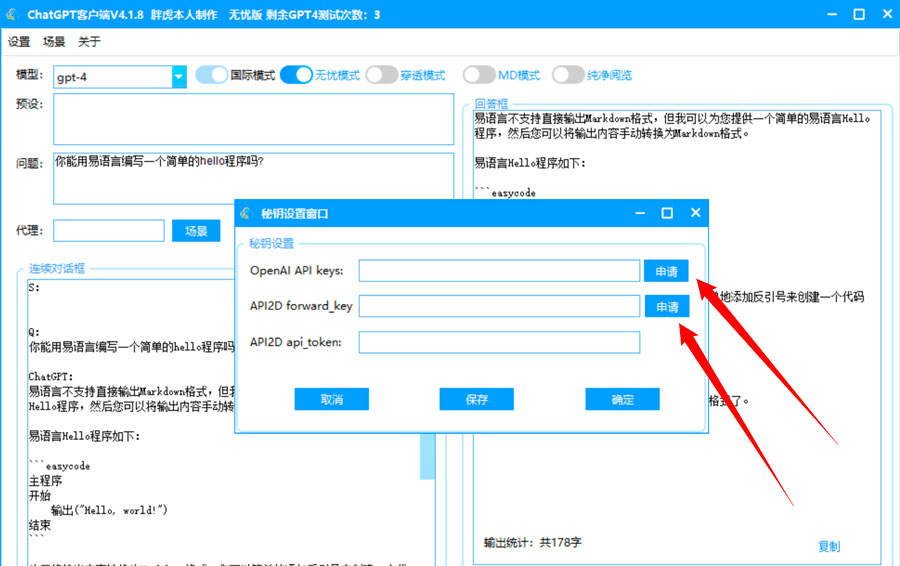 ChatGPT客户端V4.1.8 胖虎本人制作 无忧版 剩余GPT4测试次数：3
设置 场景 关于
模型： gpt-4 国际模式 无忧模式 穿透模式 MD模式 纯净阅览
预设：
问题： 你能用易语言编写一个简单的hello程序吗?
代理： 场景
回答框
易语言不支持直接输出Markdown格式，但我可以为您提供一个简单的易语言Hello
程序，然后您可以将输出内容手动转换为Markdown格式。
易语言Hello程序如下：
```easycode
地添加反引号来创建一个代码
格式了。
输出统计：共178字
复制
秘钥设置窗口
秘钥设置
OpenAI API keys: 申请
API2D forward_key 申请
API2D api_token:
取消 保存 确定
连续对话框
S:
Q:
你能用易语言编写一个简单的hello程序吗
ChatGPT:
易语言不支持直接输出Markdown格式，但我
Hello程序，然后您可以将输出内容手动转
易语言Hello程序如下：
```easycode
主程序
开始
输出("Hello, world!")
结束
```